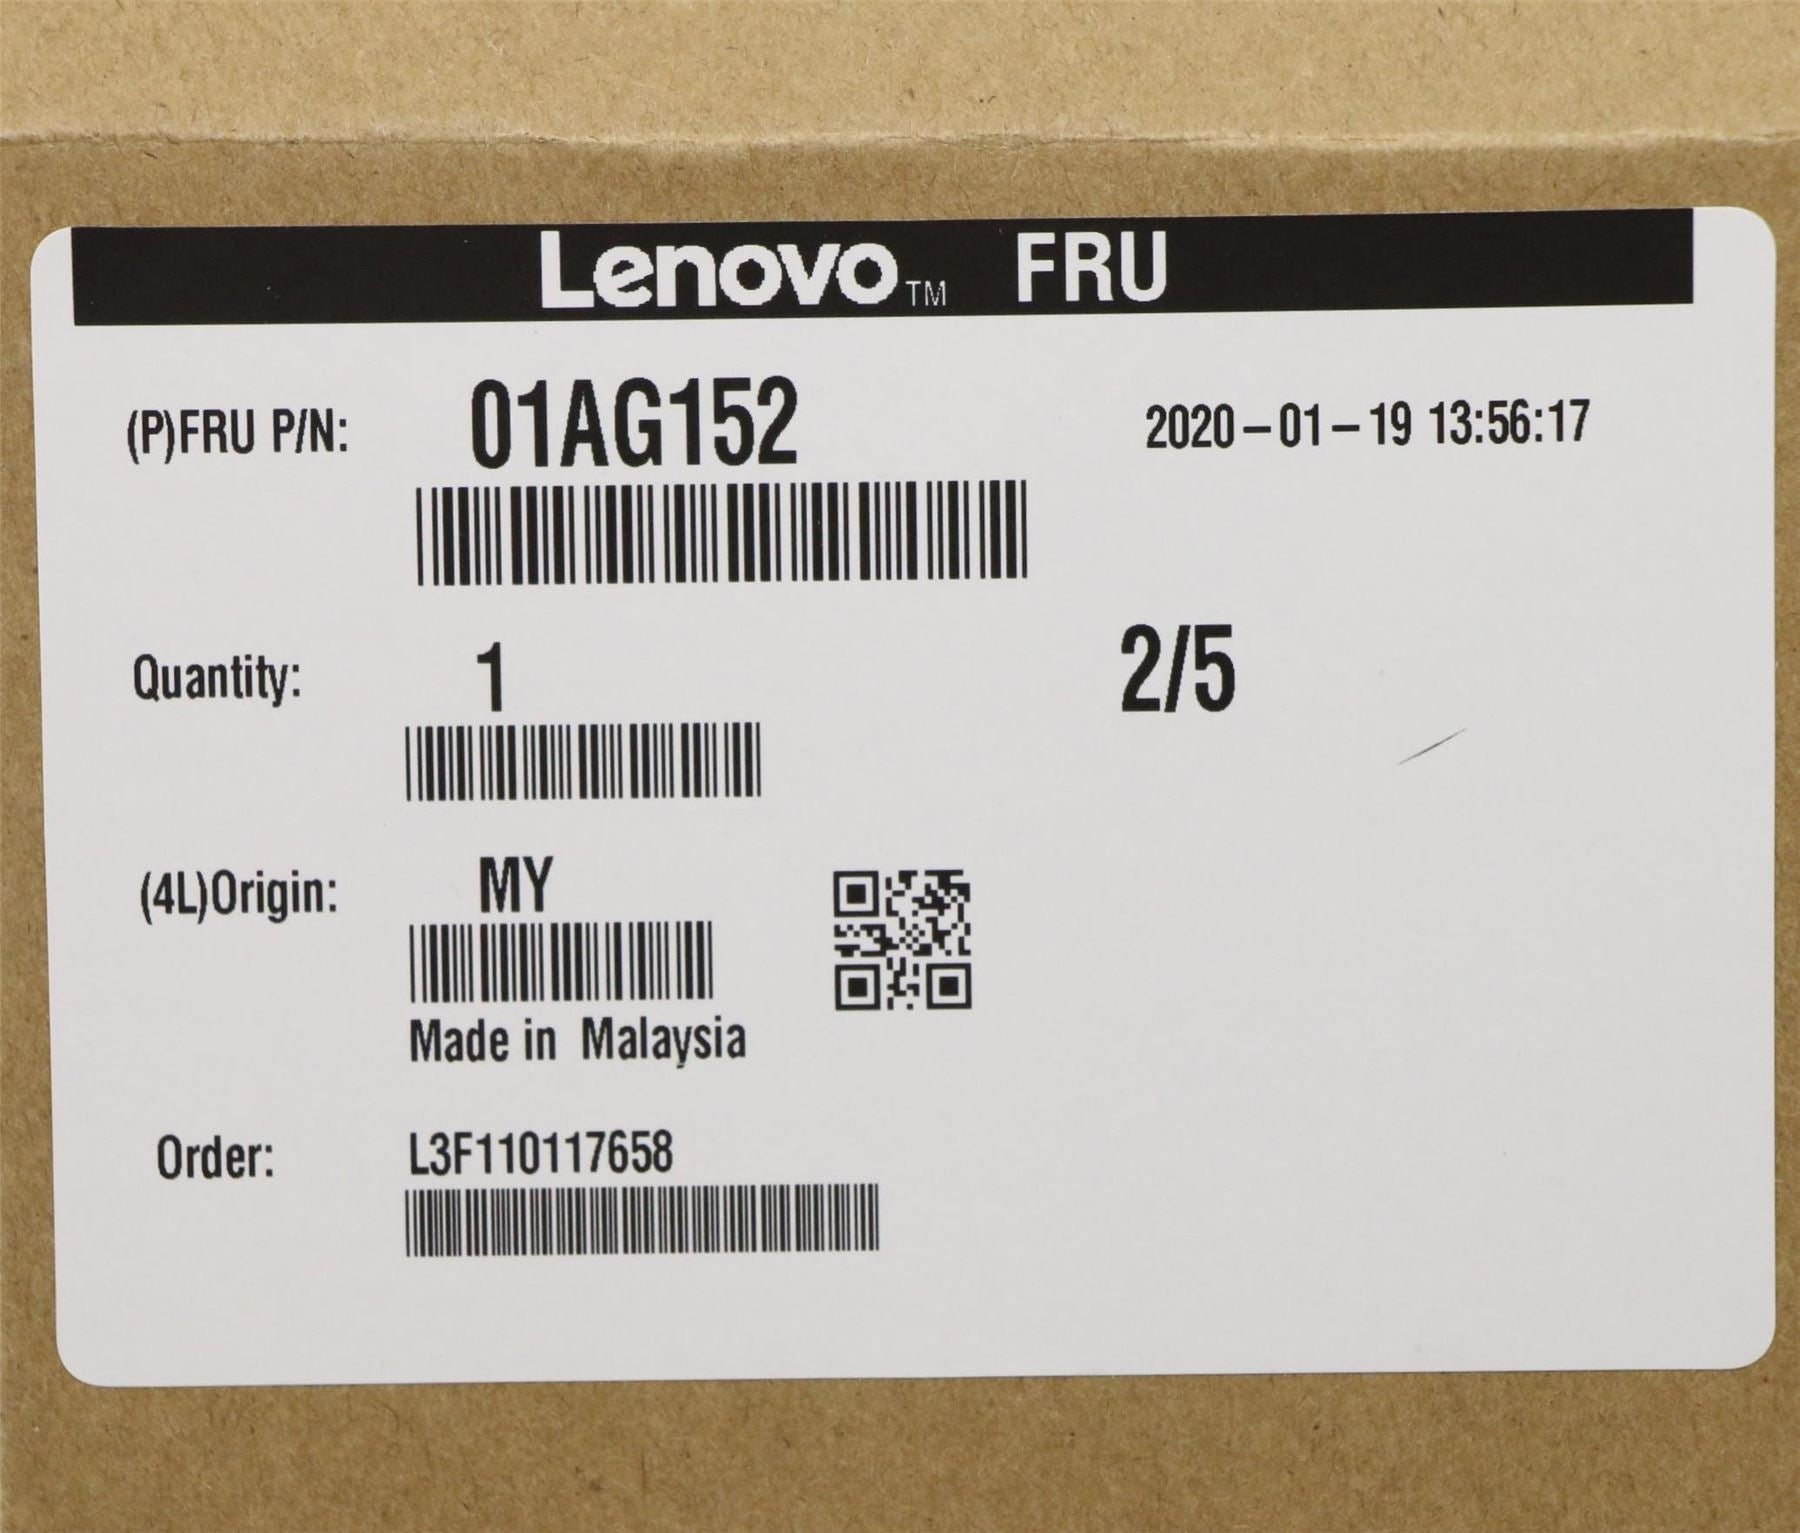 Lenovo™ FRU
(P)FRU P/N: 01AG152 2020-01-19 13:56:17
Quantity: 1 2/5
(4L)Origin: MY
Made in Malaysia
Order: L3F110117658